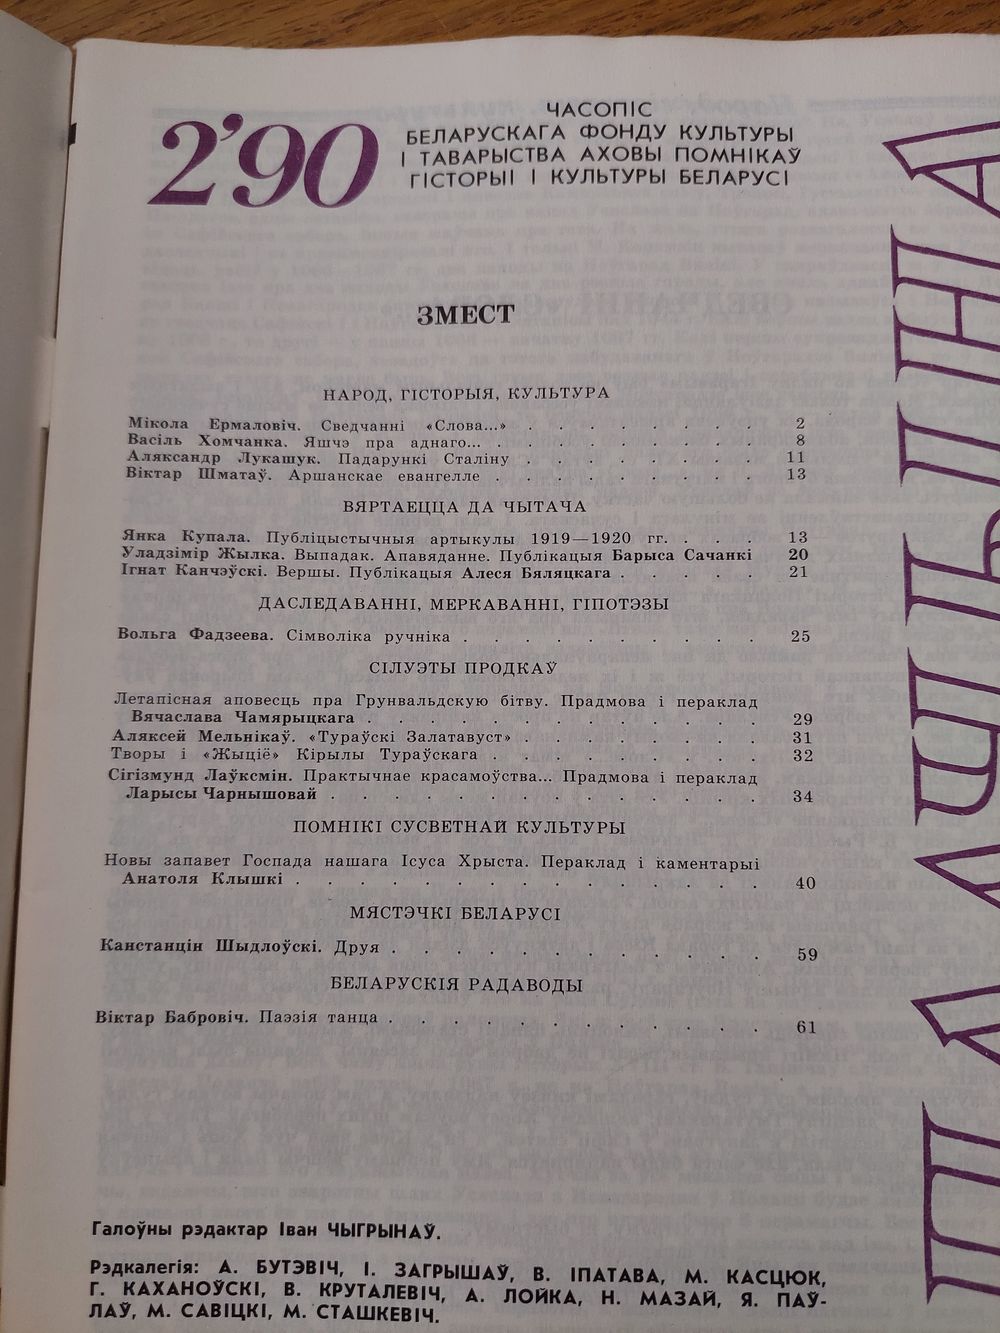 2'90
ЧАСОПІС
БЕЛАРУСКАГА ФОНДУ КУЛЬТУРЫ
І ТАВАРЫСТВА АХОВЫ ПОМНІКАЎ
ГІСТОРЫІ І КУЛЬТУРЫ БЕЛАРУСІ
ЗМЕСТ
НАРОД, ГІСТОРЫЯ, КУЛЬТУРА
Мікола Ермаловіч. Сведчанні «Слова...» . . . . . . . . 2
Васіль Хомчанка. Яшчэ пра аднаго... . . . . . . . . . 8
Аляксандр Лукашук. Падарункі Сталіну . . . . . . . . 11
Віктар Шматаў. Аршанскае евангелле . . . . . . . . . 13
ВЯРТАЕЦЦА ДА ЧЫТАЧА
Янка Купала. Публіцыстычныя артыкулы 1919—1920 гг. . . . 13
Уладзімір Жылка. Выпадак. Апавяданне. Публікацыя Барыса Сачанкі 20
Ігнат Канчэўскі. Вершы. Публікацыя Алеся Бяляцкага . . . . . 21
ДАСЛЕДАВАННІ, МЕРКАВАННІ, ГІПОТЭЗЫ
Вольга Фадзеева. Сімволіка ручніка . . . . . . . . . . 25
СІЛУЭТЫ ПРОДКАЎ
Летапісная аповесць пра Грунвальдскую бітву. Прадмова і пераклад
Вячаслава Чамярыцкага . . . . . . . . . . . . . 29
Аляксей Мельнікаў. «Тураўскі Залатавуст» . . . . . . . . 31
Творы і «Жыціё» Кірылы Тураўскага . . . . . . . . . 32
Сігізмунд Лаўксмін. Практычнае красамоўства... Прадмова і пераклад
Ларысы Чарнышовай . . . . . . . . . . . . . . 34
ПОМНІКІ СУСВЕТНАЙ КУЛЬТУРЫ
Новы запавет Госпада нашага Ісуса Хрыста. Пераклад і каментарыі
Анатоля Клышкі . . . . . . . . . . . . . . . 40
МЯСТЭЧКІ БЕЛАРУСІ
Канстанцін Шыдлоўскі. Друя . . . . . . . . . . . . 59
БЕЛАРУСКІЯ РАДАВОДЫ
Віктар Бабровіч. Паэзія танца . . . . . . . . . . . . 61
Галоўны рэдактар Іван ЧЫГРЫНАЎ.
Рэдкалегія: А. БУТЭВІЧ, І. ЗАГРЫШАЎ, В. ІПАТАВА, М. КАСЦЮК,
Г. КАХАНОЎСКІ, В. КРУТАЛЕВІЧ, А. ЛОЙКА, Н. МАЗАЙ, Я. ПАЎ-
ЛАЎ, М. САВІЦКІ, М. СТАШКЕВІЧ.